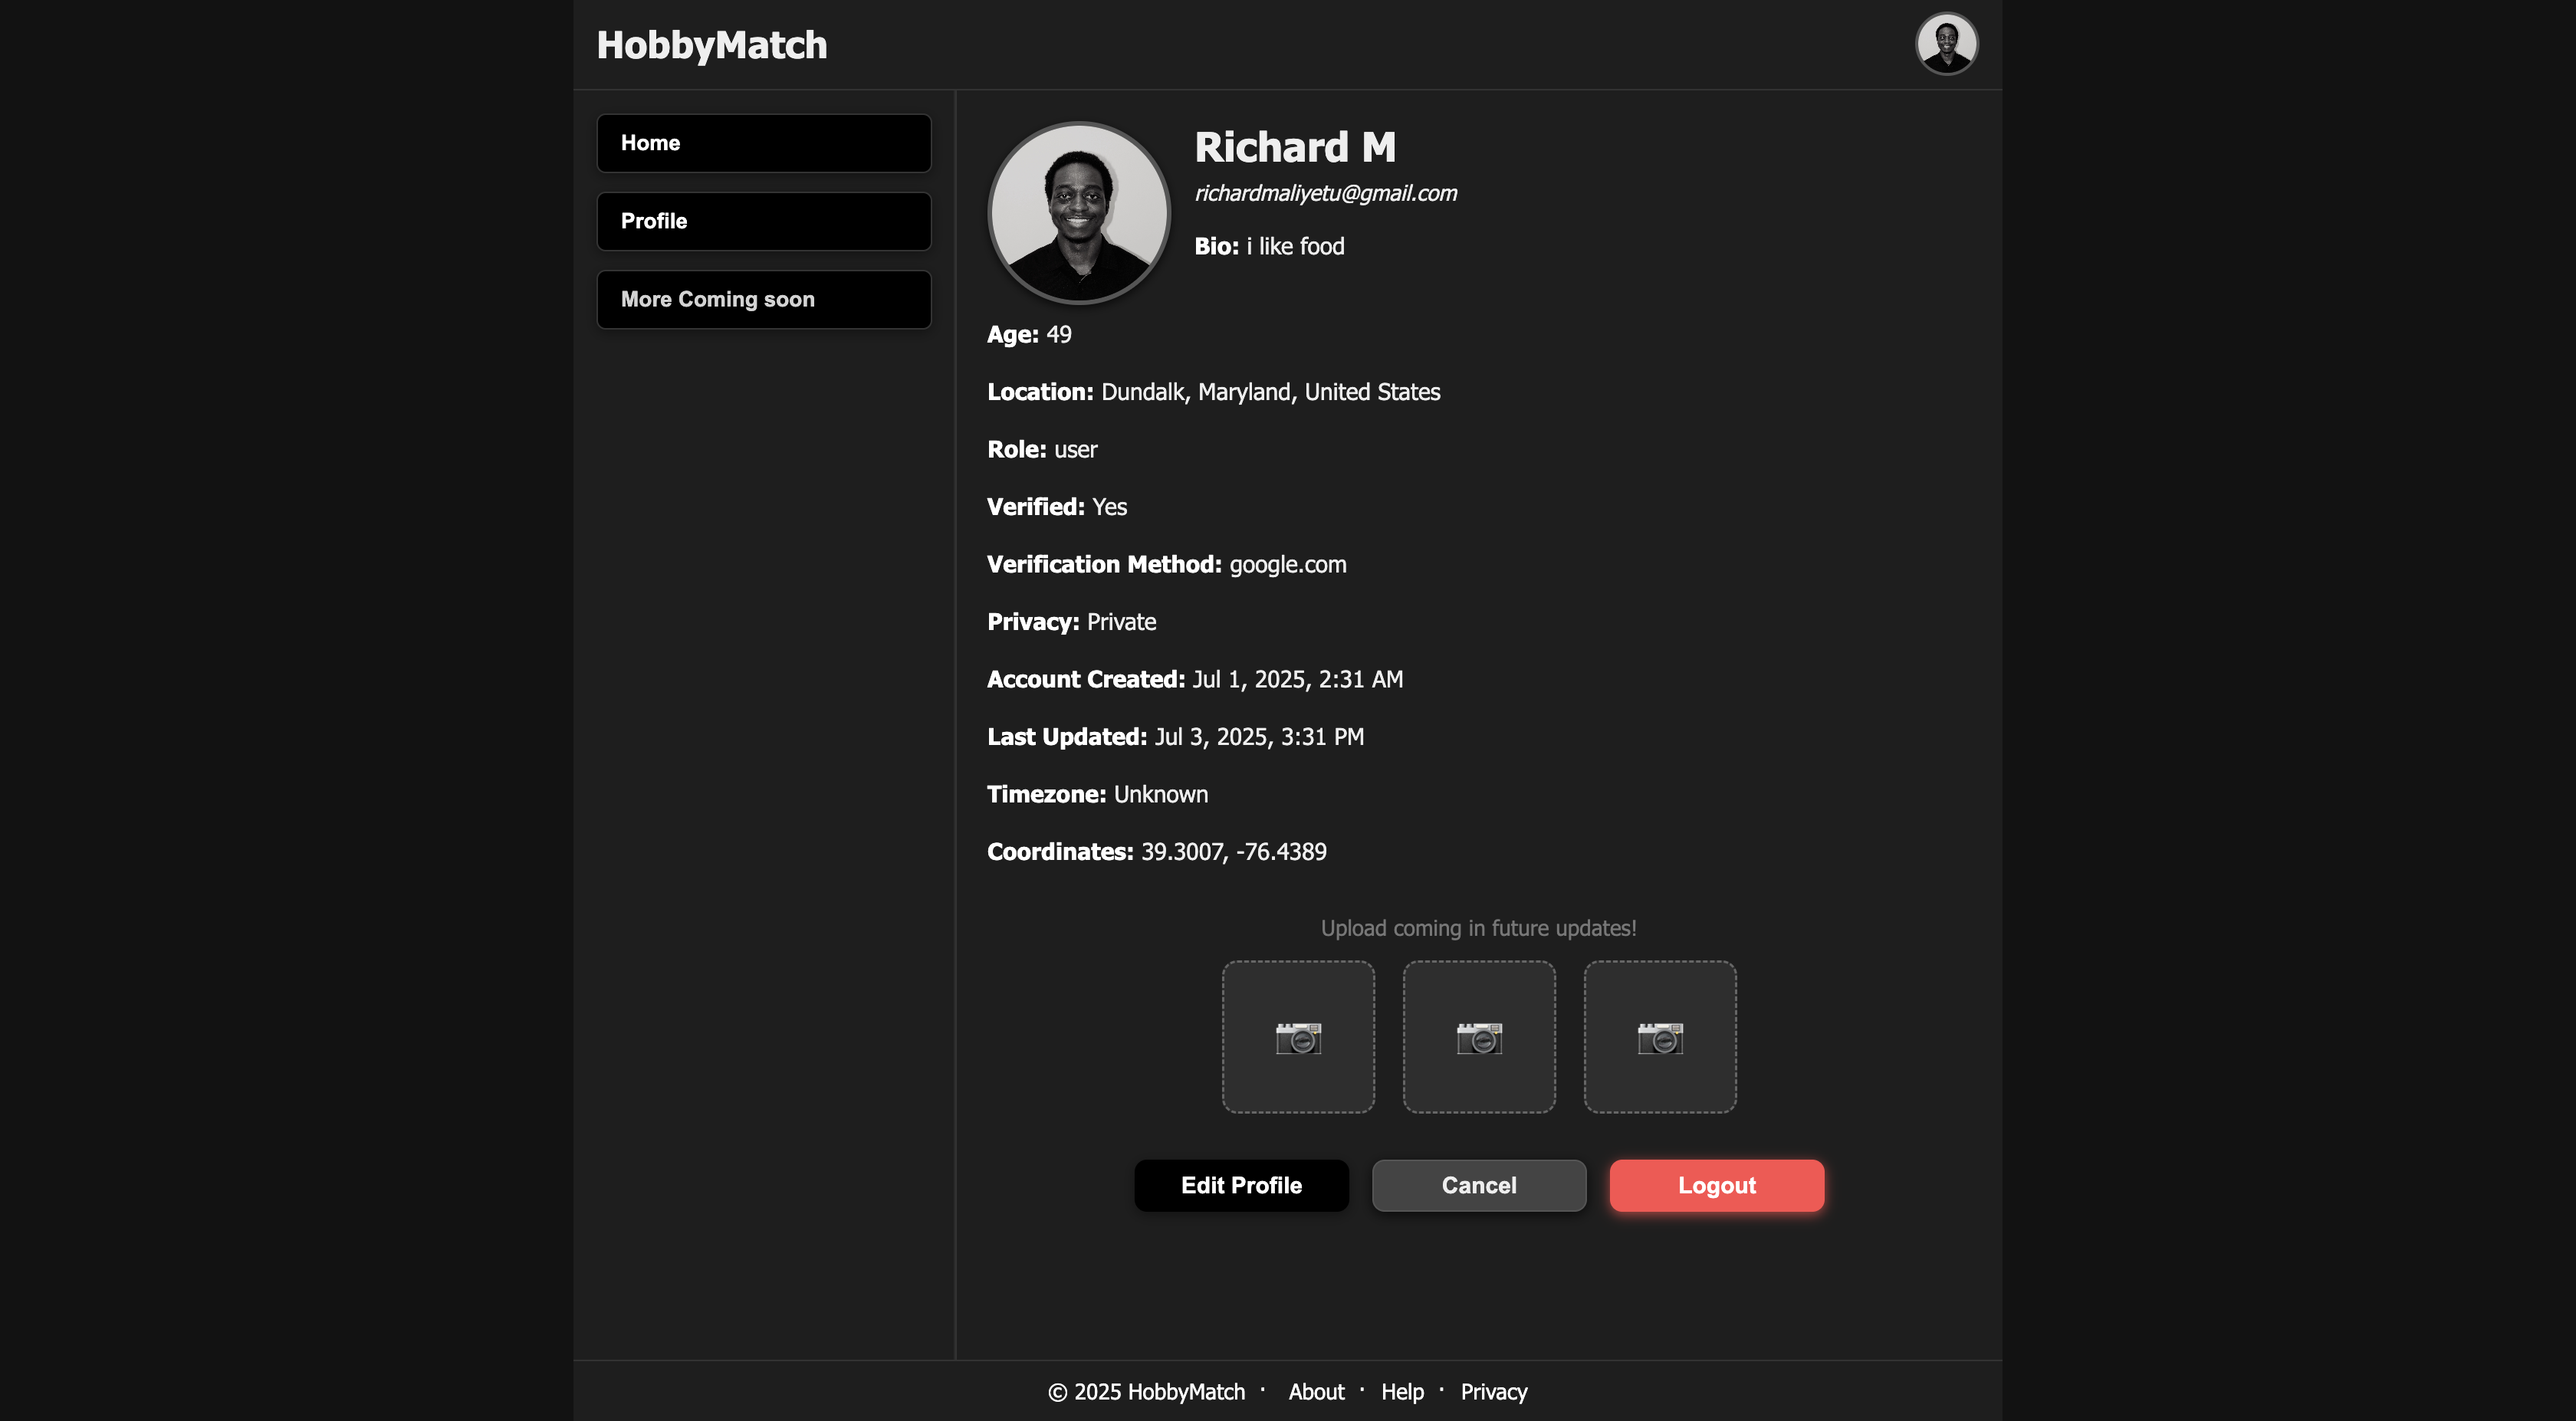 HobbyMatch
Home
Profile
More Coming soon
Richard M
richardmaliyetu@gmail.com
Bio: i like food
Age: 49
Location: Dundalk, Maryland, United States
Role: user
Verified: Yes
Verification Method: google.com
Privacy: Private
Account Created: Jul 1, 2025, 2:31 AM
Last Updated: Jul 3, 2025, 3:31 PM
Timezone: Unknown
Coordinates: 39.3007, -76.4389
Upload coming in future updates!
Edit Profile
Cancel
Logout
© 2025 HobbyMatch · About · Help · Privacy